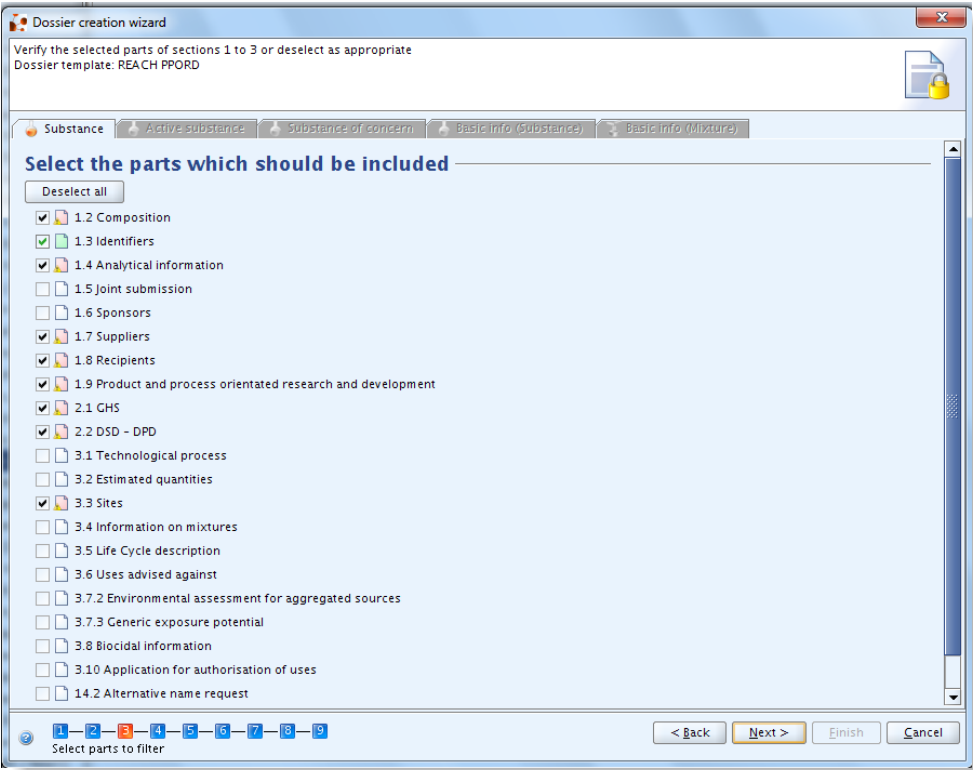 Dossier creation wizard
Verify the selected parts of sections 1 to 3 or deselect as appropriate
Dossier template: REACH PPORD
Substance Active substance Substance of concern Basic info (Substance) Basic info (Mixture)
Select the parts which should be included
Deselect all
1.2 Composition
1.3 Identifiers
1.4 Analytical information
1.5 Joint submission
1.6 Sponsors
1.7 Suppliers
1.8 Recipients
1.9 Product and process orientated research and development
2.1 GHS
2.2 DSD - DPD
3.1 Technological process
3.2 Estimated quantities
3.3 Sites
3.4 Information on mixtures
3.5 Life Cycle description
3.6 Uses advised against
3.7.2 Environmental assessment for aggregated sources
3.7.3 Generic exposure potential
3.8 Biocidal information
3.10 Application for authorisation of uses
14.2 Alternative name request
1 2 3 4 5 6 7 8 9
Select parts to filter
< Back Next > Finish Cancel